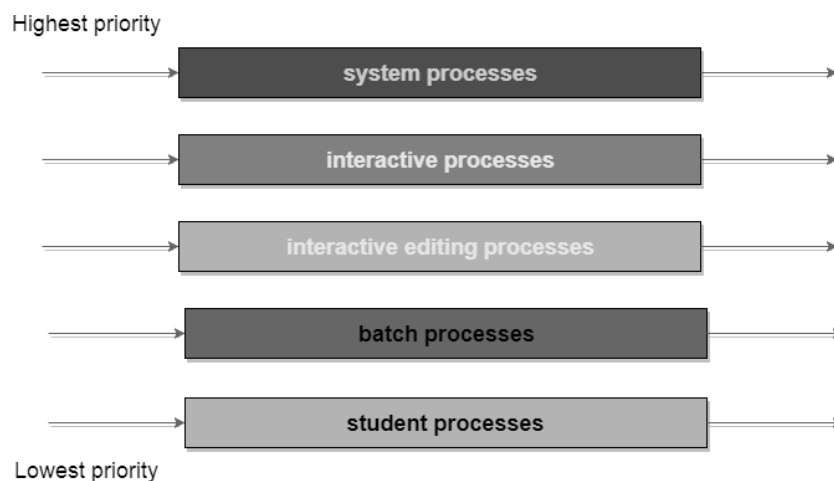 Highest priority
system processes
interactive processes
interactive editing processes
batch processes
student processes
Lowest priority